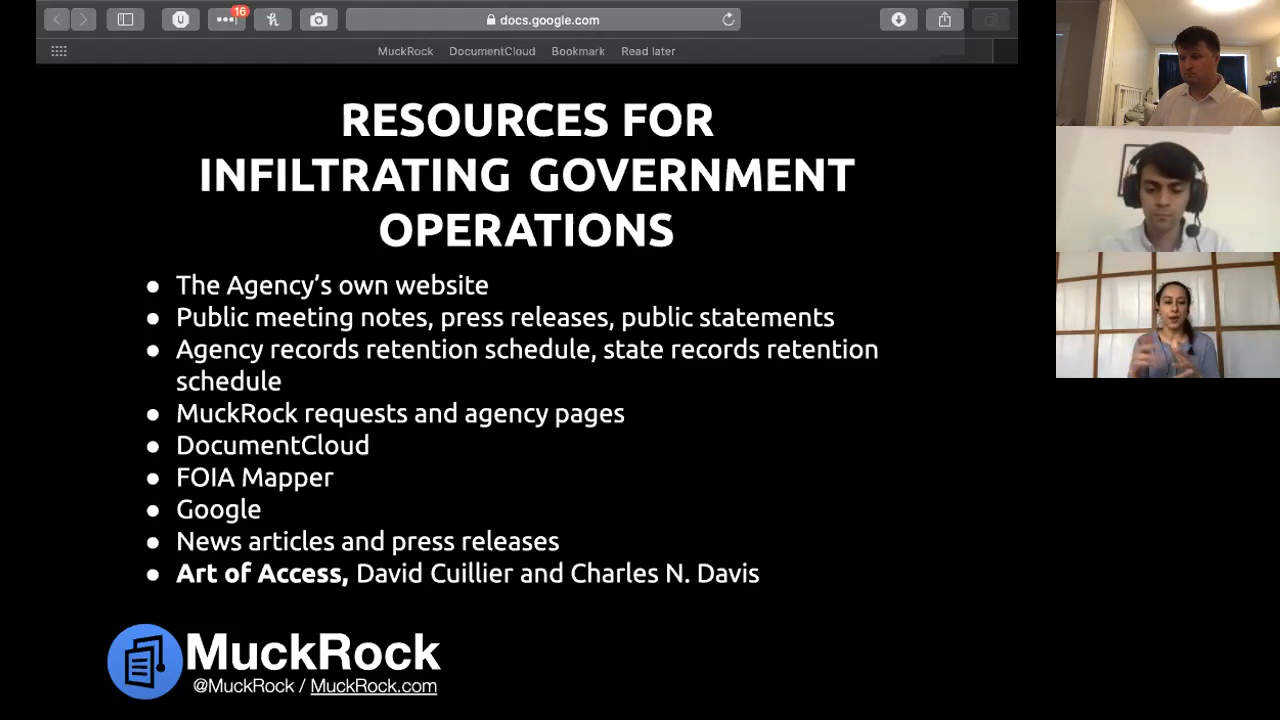 16
docs.google.com
MuckRock DocumentCloud Bookmark Read later
RESOURCES FOR
INFILTRATING GOVERNMENT
OPERATIONS
● The Agency’s own website
● Public meeting notes, press releases, public statements
● Agency records retention schedule, state records retention
schedule
● MuckRock requests and agency pages
● DocumentCloud
● FOIA Mapper
● Google
● News articles and press releases
● Art of Access, David Cuillier and Charles N. Davis
MuckRock
@MuckRock / MuckRock.com